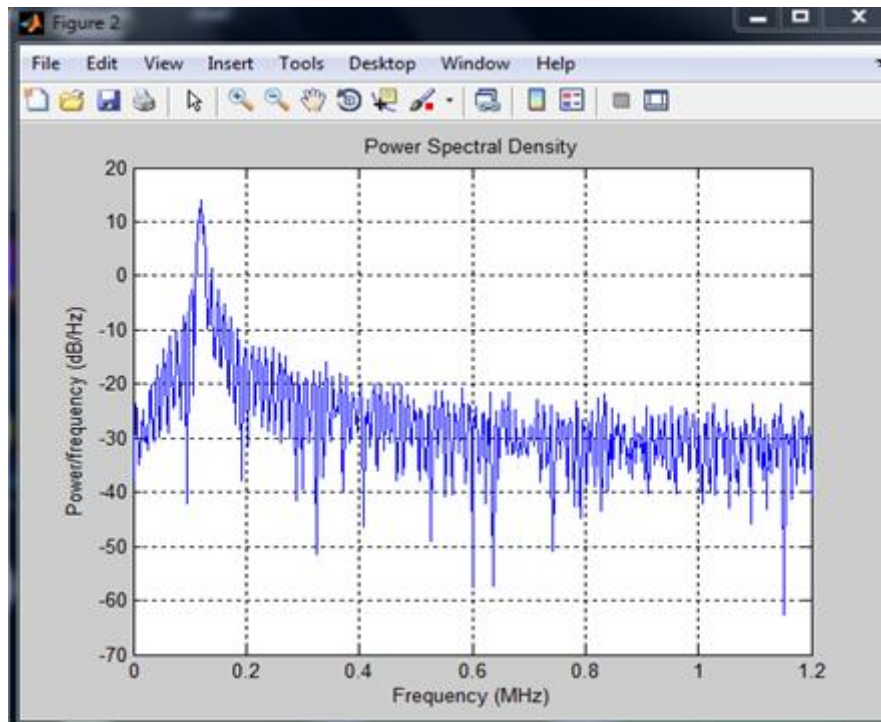 Figure 2
File Edit View Insert Tools Desktop Window Help
Power Spectral Density
Power/frequency (dB/Hz)
20
10
0
-10
-20
-30
-40
-50
-60
-70
0 0.2 0.4 0.6 0.8 1 1.2
Frequency (MHz)